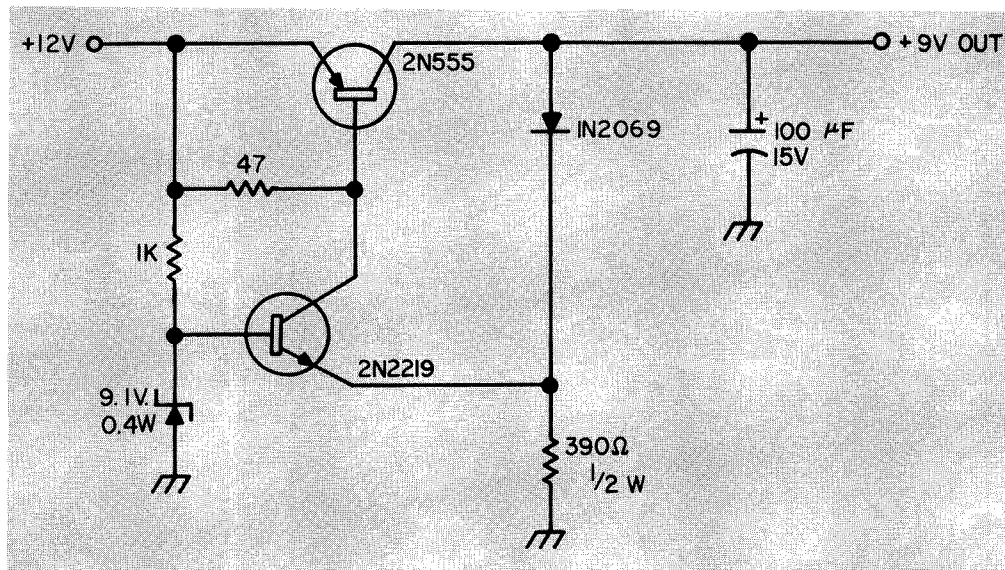 +12V
2N555
+9V OUT
1N2069
+
100 µF
15V
47
1K
2N2219
9.1V.
0.4W
390Ω
1/2 W